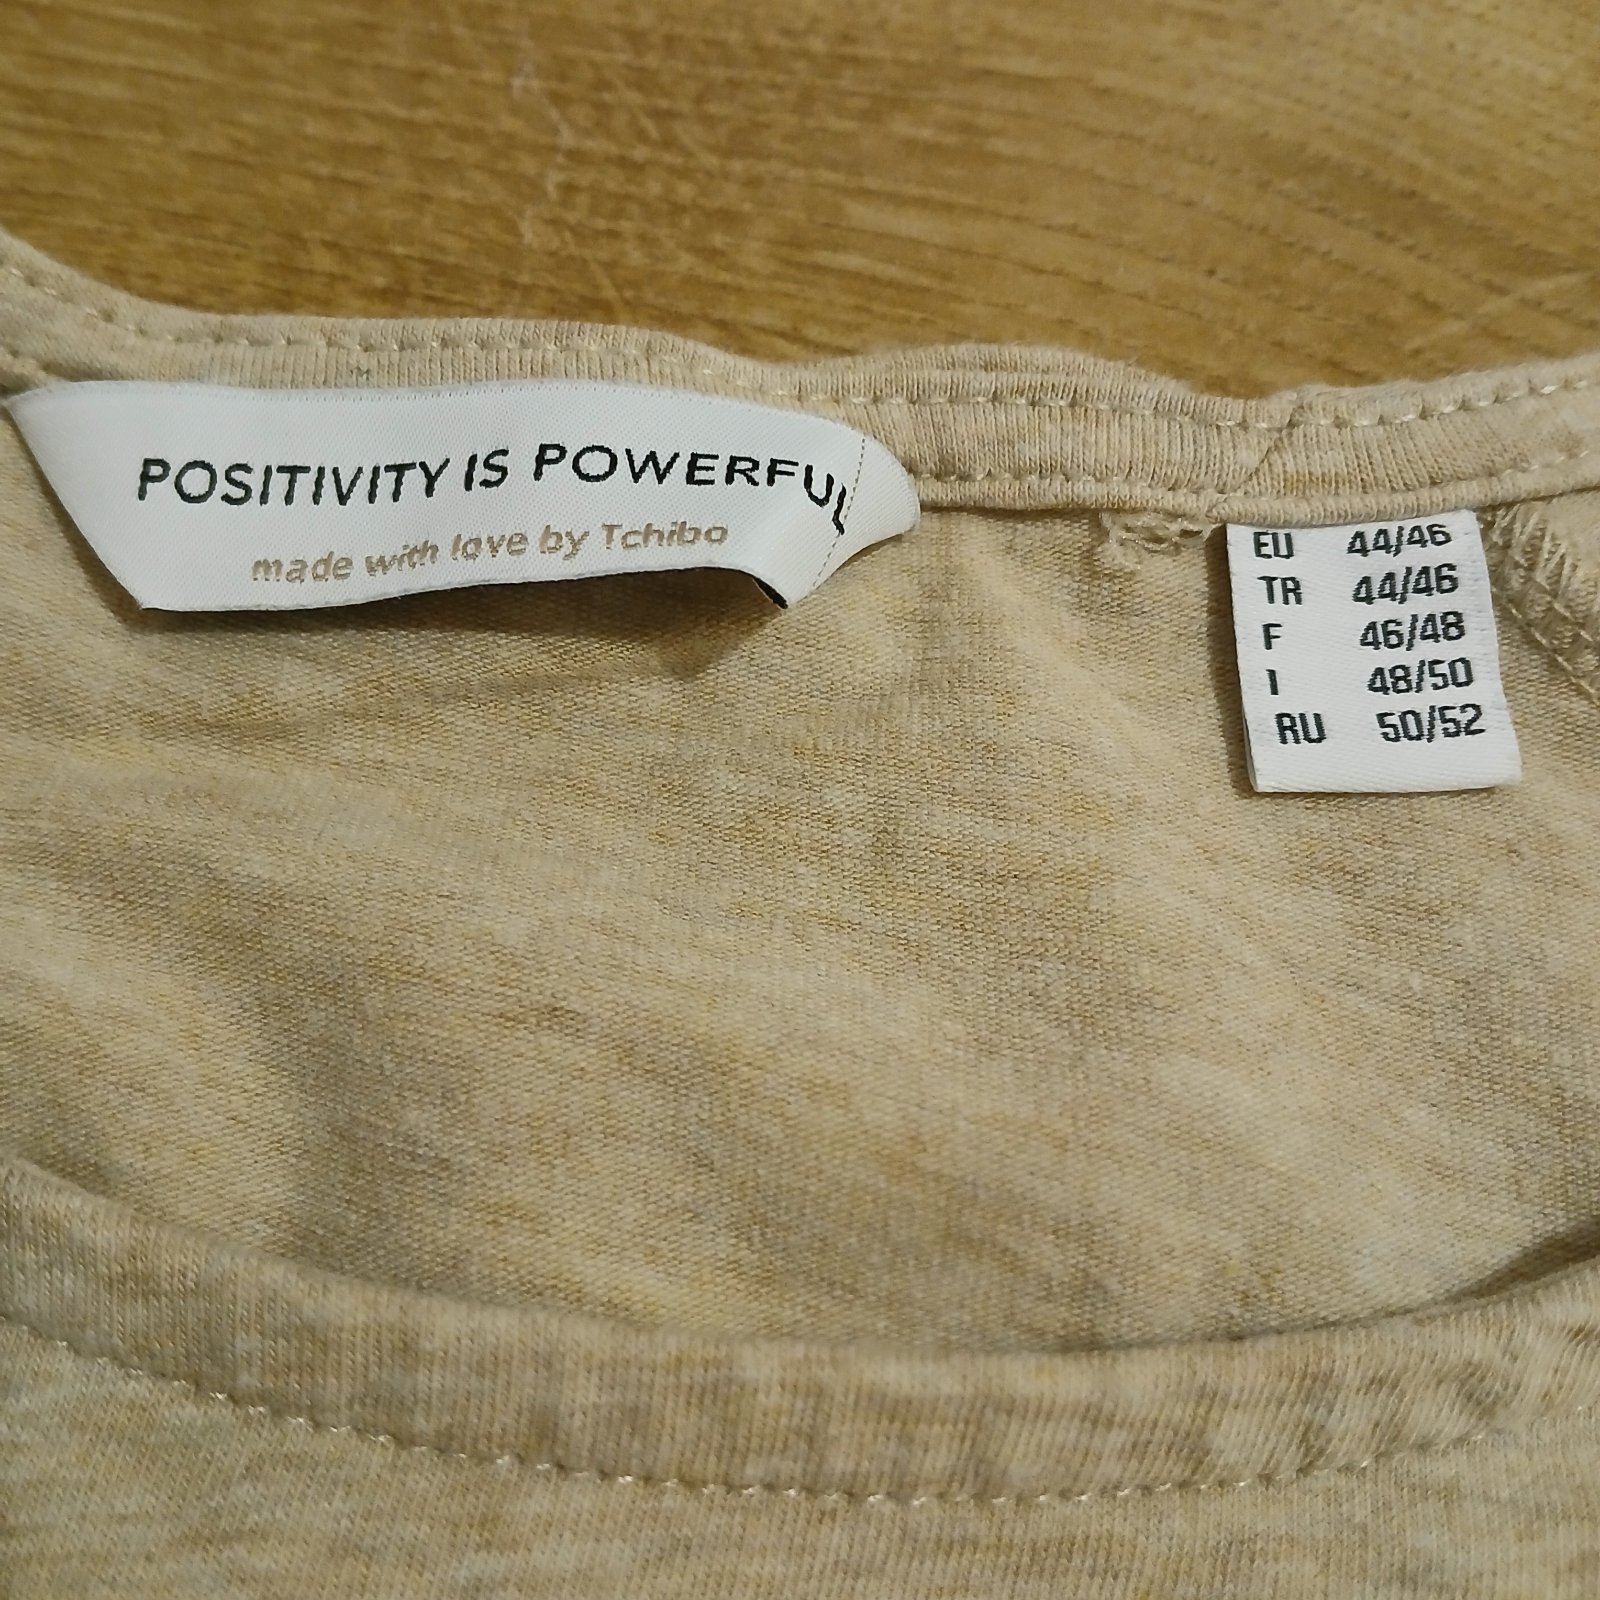 POSITIVITY IS POWERFUL
made with love by Tchibo
EU 44/46
TR 44/46
F 46/48
I 48/50
RU 50/52